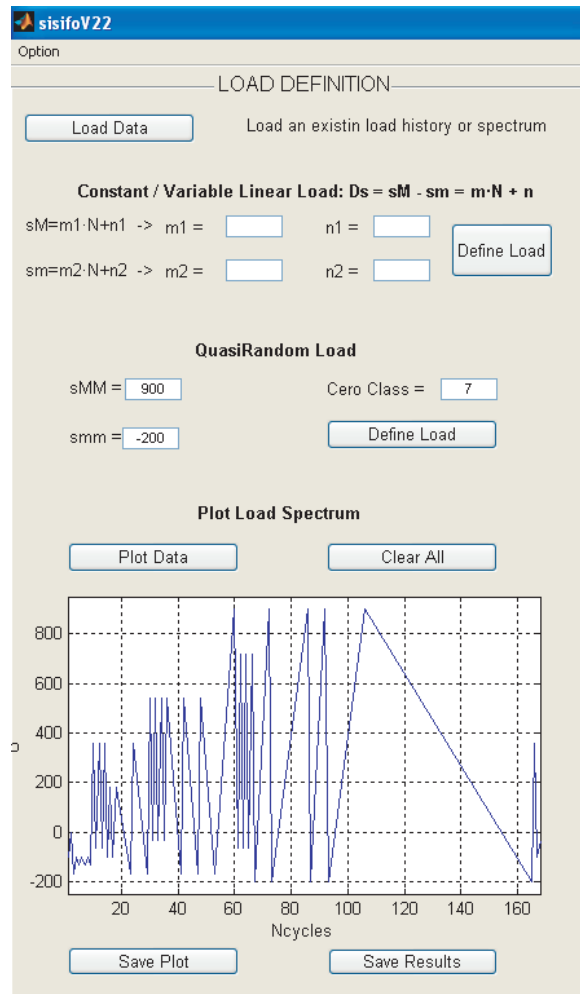 sisifoV22
Option
LOAD DEFINITION
Load Data Load an existin load history or spectrum
Constant / Variable Linear Load: Ds = sM - sm = m·N + n
sM=m1·N+n1 -> m1 = n1 =
Define Load
sm=m2·N+n2 -> m2 = n2 =
QuasiRandom Load
sMM = 900 Cero Class = 7
smm = -200 Define Load
Plot Load Spectrum
Plot Data Clear All
800
600
400
200
0
-200
20 40 60 80 100 120 140 160
Ncycles
Save Plot Save Results